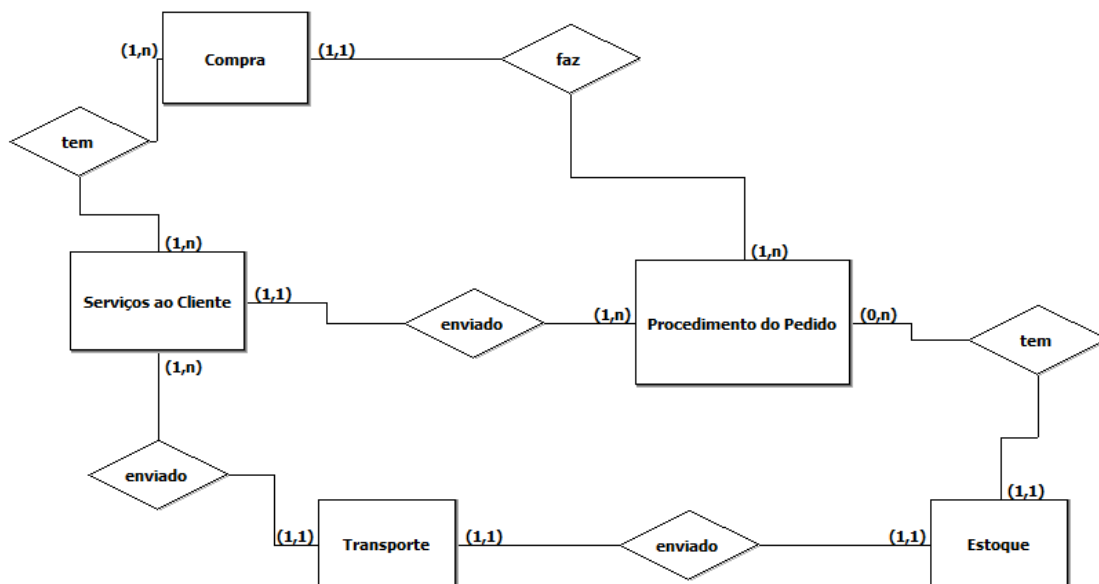 (1,n)
Compra
(1,1)
faz
tem
(1,n)
(1,n)
Serviços ao Cliente
(1,1)
enviado
(1,n)
Procedimento do Pedido
(0,n)
tem
(1,n)
enviado
(1,1)
(1,1)
Transporte
(1,1)
enviado
(1,1)
Estoque